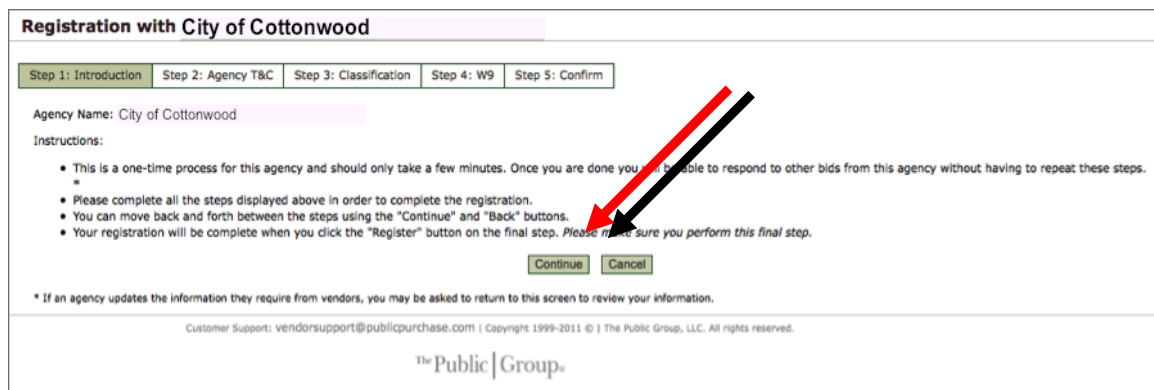 Registration with City of Cottonwood
Step 1: Introduction Step 2: Agency T&C Step 3: Classification Step 4: W9 Step 5: Confirm
Agency Name: City of Cottonwood
Instructions:
• This is a one-time process for this agency and should only take a few minutes. Once you are done you will be able to respond to other bids from this agency without having to repeat these steps.
*
• Please complete all the steps displayed above in order to complete the registration.
• You can move back and forth between the steps using the "Continue" and "Back" buttons.
• Your registration will be complete when you click the "Register" button on the final step. Please make sure you perform this final step.
Continue Cancel
* If an agency updates the information they require from vendors, you may be asked to return to this screen to review your information.
Customer Support: vendorsupport@publicpurchase.com | Copyright 1999-2011 © | The Public Group, LLC. All rights reserved.
The Public | Group®